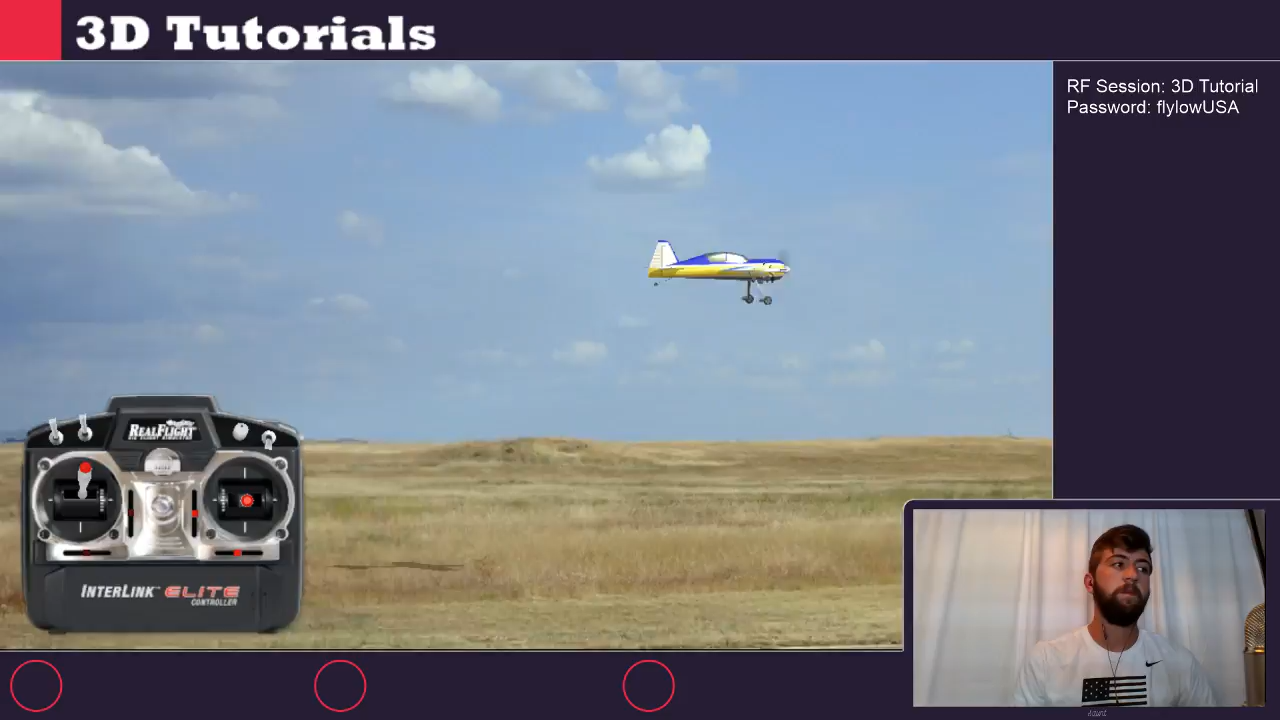 3D Tutorials
RF Session: 3D Tutorial
Password: flylowUSA
REALFLIGHT
INTERLINK ELITE
CONTROLLER